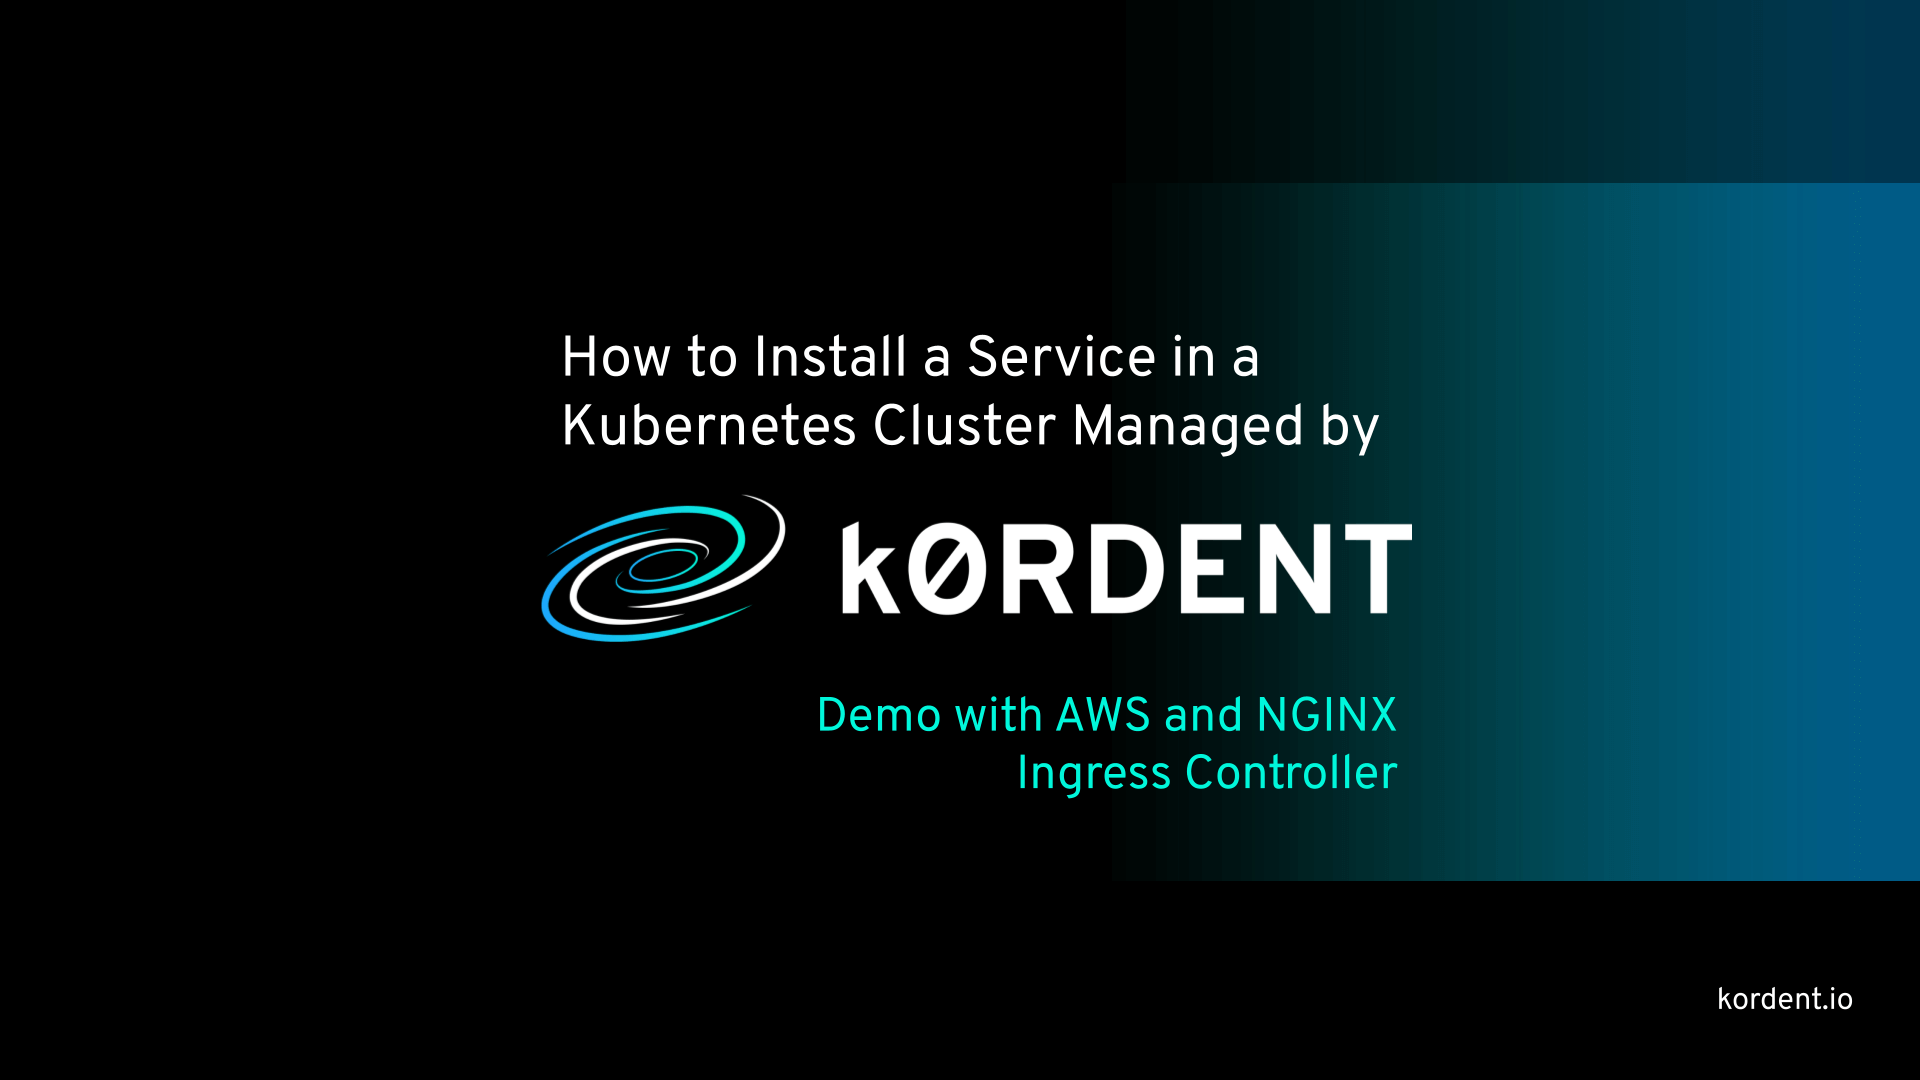 How to Install a Service in a
Kubernetes Cluster Managed by
k0RDENT
Demo with AWS and NGINX
Ingress Controller
kordent.io